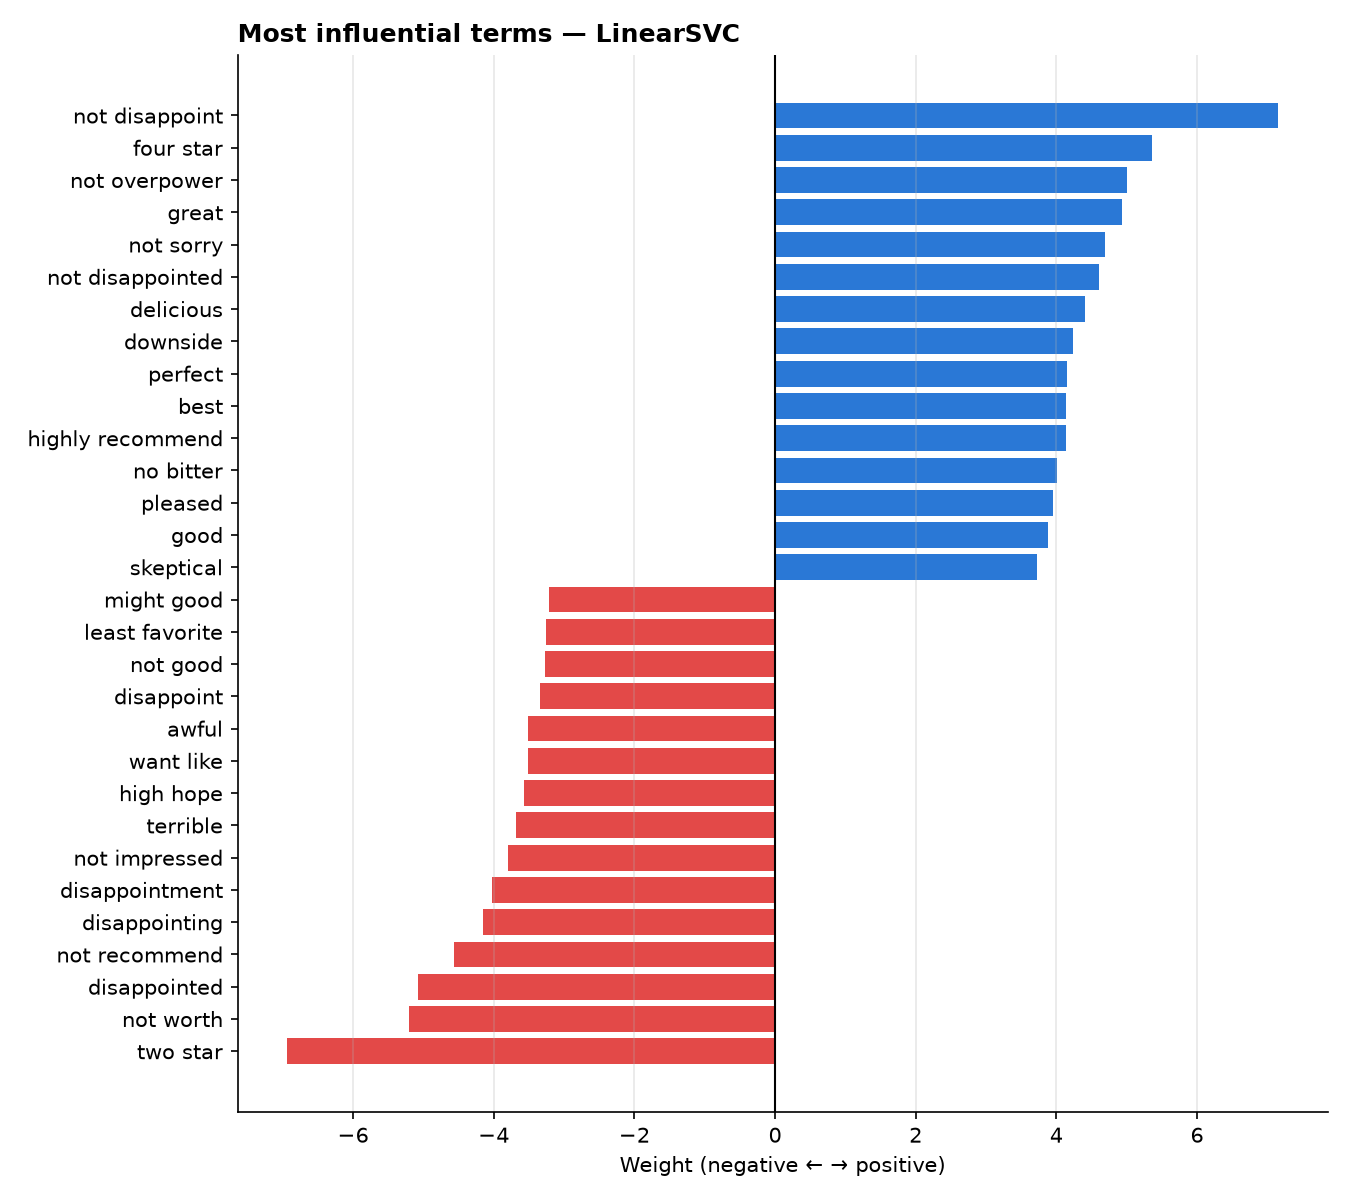 Most influential terms — LinearSVC
not disappoint
four star
not overpower
great
not sorry
not disappointed
delicious
downside
perfect
best
highly recommend
no bitter
pleased
good
skeptical
might good
least favorite
not good
disappoint
awful
want like
high hope
terrible
not impressed
disappointment
disappointing
not recommend
disappointed
not worth
two star
−6 −4 −2 0 2 4 6
Weight (negative ← → positive)